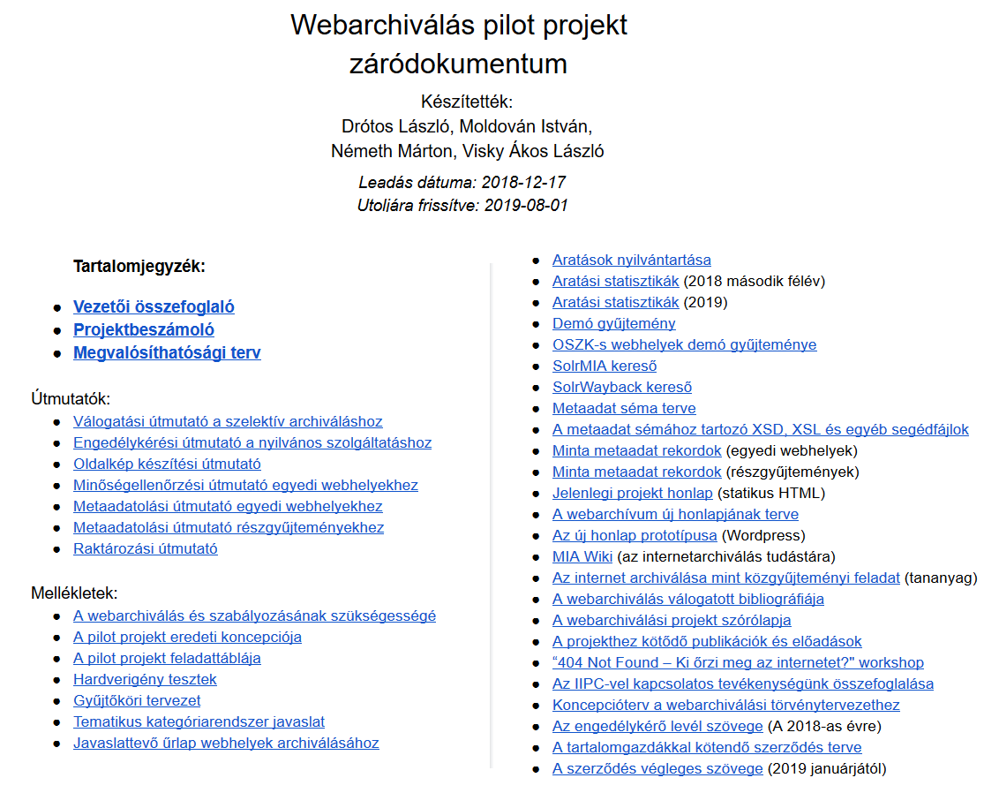 Webarchiválás pilot projekt
záródokumentum
Készítették:
Drótos László, Moldován István,
Németh Márton, Visky Ákos László
Leadás dátuma: 2018-12-17
Utoljára frissítve: 2019-08-01
Tartalomjegyzék:
● Vezetői összefoglaló
● Projektbeszámoló
● Megvalósíthatósági terv
Útmutatók:
● Válogatási útmutató a szelektív archiváláshoz
● Engedélykérési útmutató a nyilvános szolgáltatáshoz
● Oldalkép készítési útmutató
● Minőségellenőrzési útmutató egyedi webhelyekhez
● Metaadatolási útmutató egyedi webhelyekhez
● Metaadatolási útmutató részgyűjteményekhez
● Raktározási útmutató
Mellékletek:
● A webarchiválás és szabályozásának szükségességé
● A pilot projekt eredeti koncepciója
● A pilot projekt feladattáblája
● Hardverigény tesztek
● Gyűjtőköri tervezet
● Tematikus kategóriarendszer javaslat
● Javaslattevő űrlap webhelyek archiválásához
● Aratások nyilvántartása
● Aratási statisztikák (2018 második félév)
● Aratási statisztikák (2019)
● Demó gyűjtemény
● OSZK-s webhelyek demó gyűjteménye
● SolrMIA kereső
● SolrWayback kereső
● Metaadat séma terve
● A metaadat sémához tartozó XSD, XSL és egyéb segédfájlok
● Minta metaadat rekordok (egyedi webhelyek)
● Minta metaadat rekordok (részgyűjtemények)
● Jelenlegi projekt honlap (statikus HTML)
● A webarchívum új honlapjának terve
● Az új honlap prototípusa (Wordpress)
● MIA Wiki (az internetarchiválás tudástára)
● Az internet archiválása mint közgyűjteményi feladat (tananyag)
● A webarchiválás válogatott bibliográfiája
● A webarchiválási projekt szórólapja
● A projekthez kötődő publikációk és előadások
● “404 Not Found – Ki őrzi meg az internetet?" workshop
● Az IIPC-vel kapcsolatos tevékenységünk összefoglalása
● Koncepcióterv a webarchiválási törvénytervezethez
● Az engedélykérő levél szövege (A 2018-as évre)
● A tartalomgazdákkal kötendő szerződés terve
● A szerződés végleges szövege (2019 januárjától)